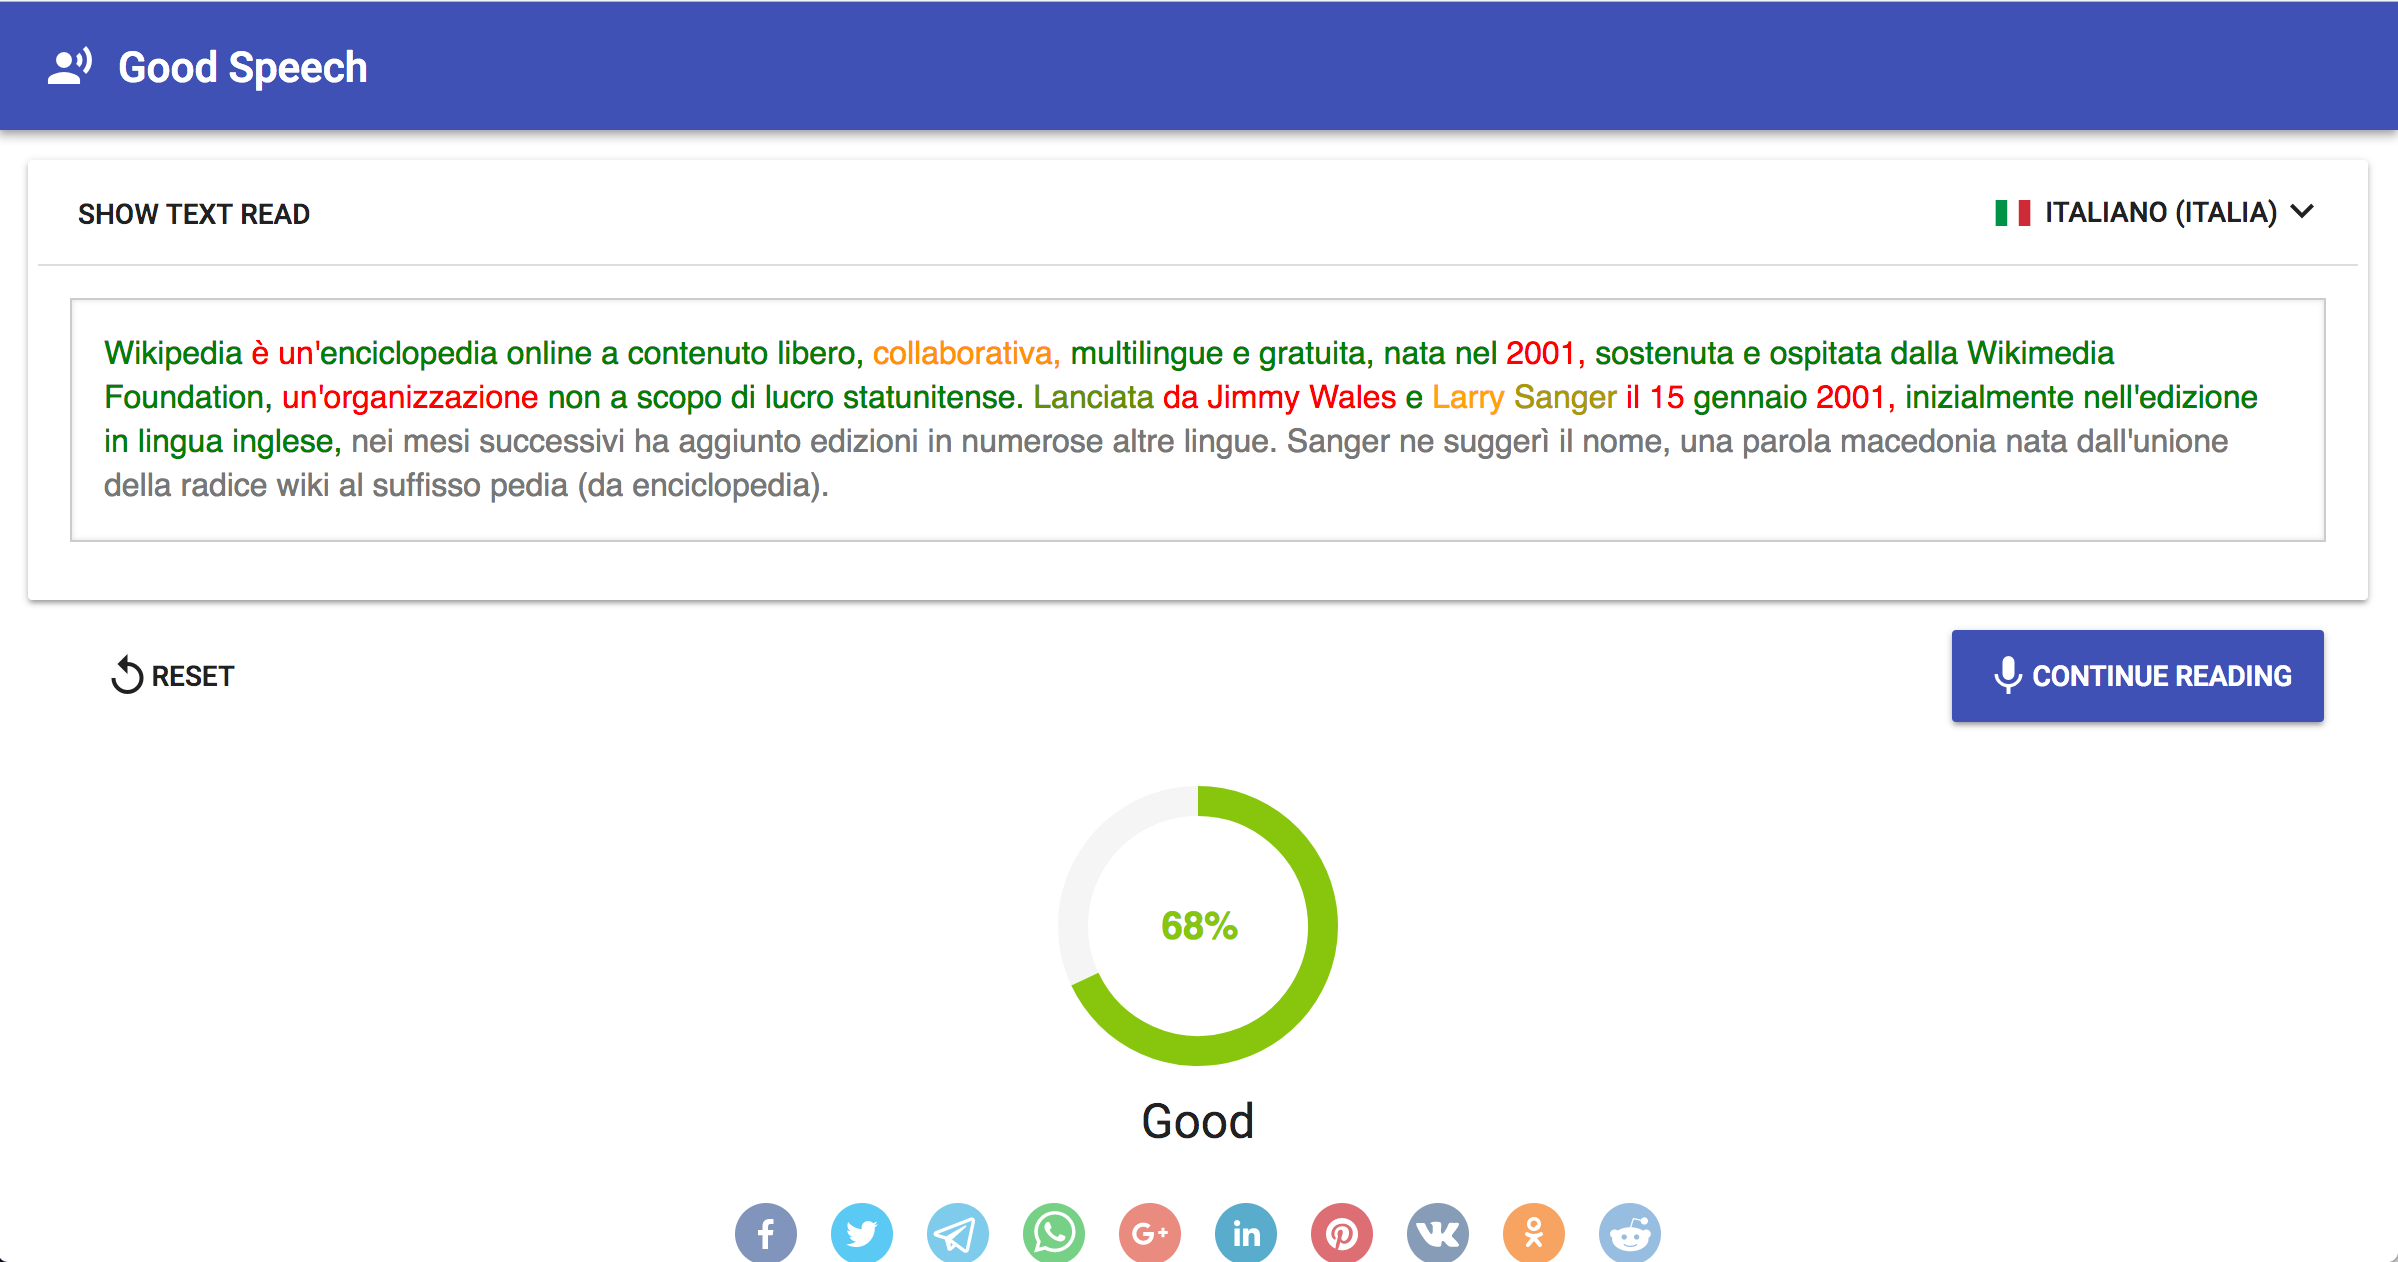 Good Speech
SHOW TEXT READ
ITALIANO (ITALIA)
Wikipedia è un'enciclopedia online a contenuto libero, collaborativa, multilingue e gratuita, nata nel 2001, sostenuta e ospitata dalla Wikimedia
Foundation, un'organizzazione non a scopo di lucro statunitense. Lanciata da Jimmy Wales e Larry Sanger il 15 gennaio 2001, inizialmente nell'edizione
in lingua inglese, nei mesi successivi ha aggiunto edizioni in numerose altre lingue. Sanger ne suggerì il nome, una parola macedonia nata dall'unione
della radice wiki al suffisso pedia (da enciclopedia).
RESET
CONTINUE READING
68%
Good